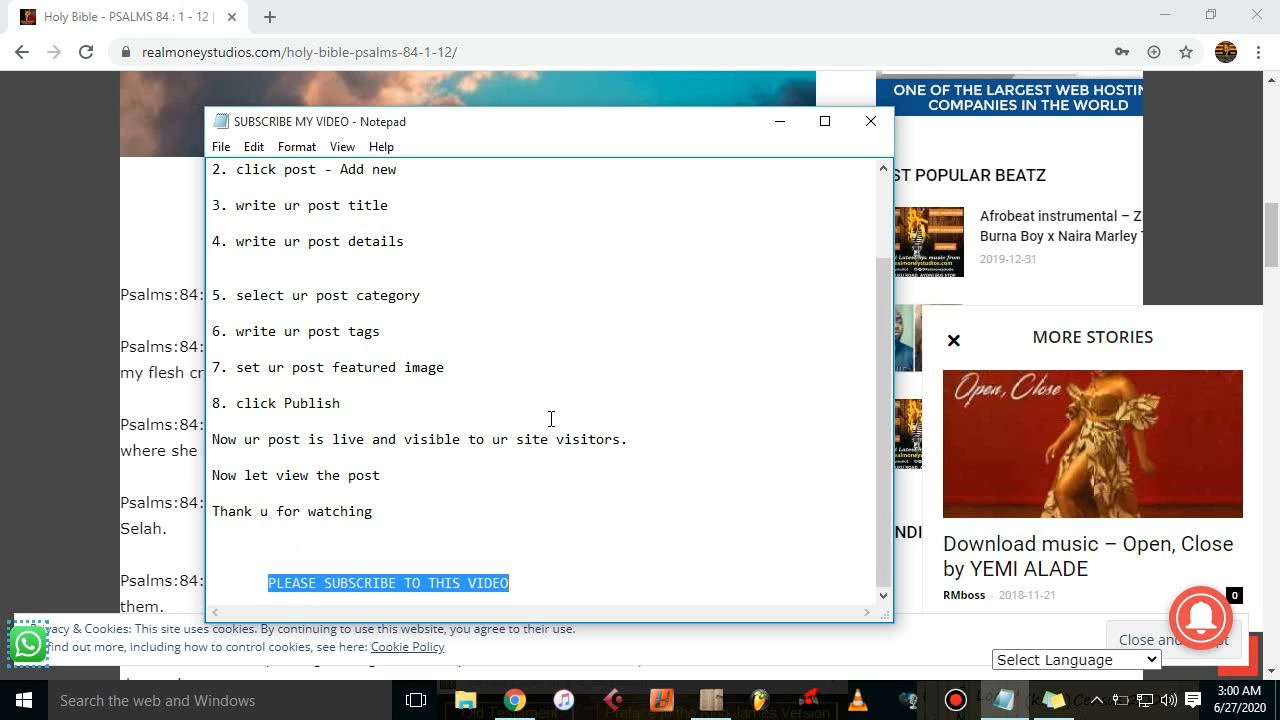 Holy Bible - PSALMS 84 : 1 - 12 |
realmoneystudios.com/holy-bible-psalms-84-1-12/
ONE OF THE LARGEST WEB HOSTIN
COMPANIES IN THE WORLD
SUBSCRIBE MY VIDEO - Notepad
File Edit Format View Help
2. click post - Add new
3. write ur post title
4. write ur post details
5. select ur post category
6. write ur post tags
7. set ur post featured image
8. click Publish
Now ur post is live and visible to ur site visitors.
Now let view the post
Thank u for watching
PLEASE SUBSCRIBE TO THIS VIDEO
ST POPULAR BEATZ
Afrobeat instrumental – Z
Burna Boy x Naira Marley T
2019-12-31
Psalms:84:
Psalms:84:
my flesh cr
Psalms:84:
where she
Psalms:84:
Selah.
Psalms:84:
them.
NDI
MORE STORIES
Open, Close
Download music – Open, Close
by YEMI ALADE
RMboss - 2018-11-21
0
Privacy & Cookies: This site uses cookies. By continuing to use this website, you agree to their use.
find out more, including how to control cookies, see here: Cookie Policy
Close and accept
Select Language
Search the web and Windows
3:00 AM
6/27/2020